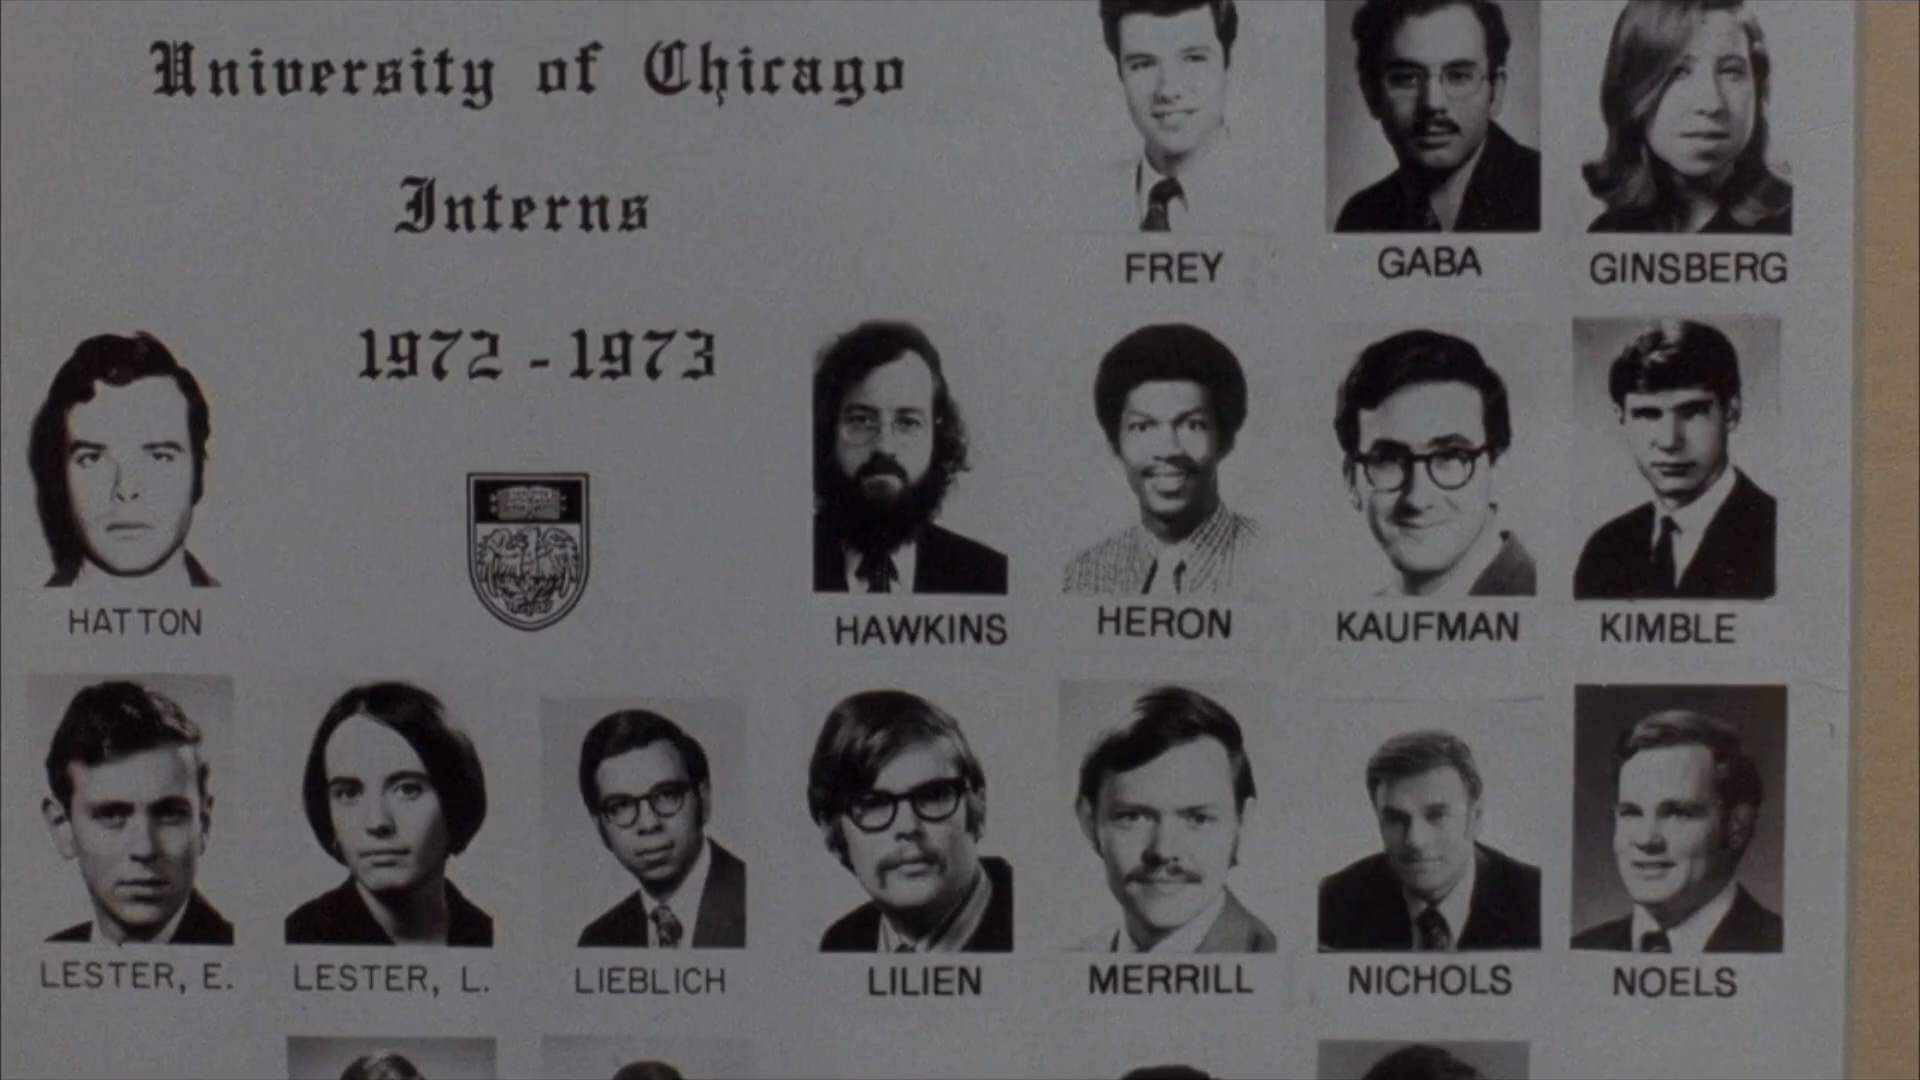 University of Chicago
Interns
1972 - 1973
FREY
GABA
GINSBERG
HATTON
HAWKINS
HERON
KAUFMAN
KIMBLE
LESTER, E.
LESTER, L.
LIEBLICH
LILIEN
MERRILL
NICHOLS
NOELS